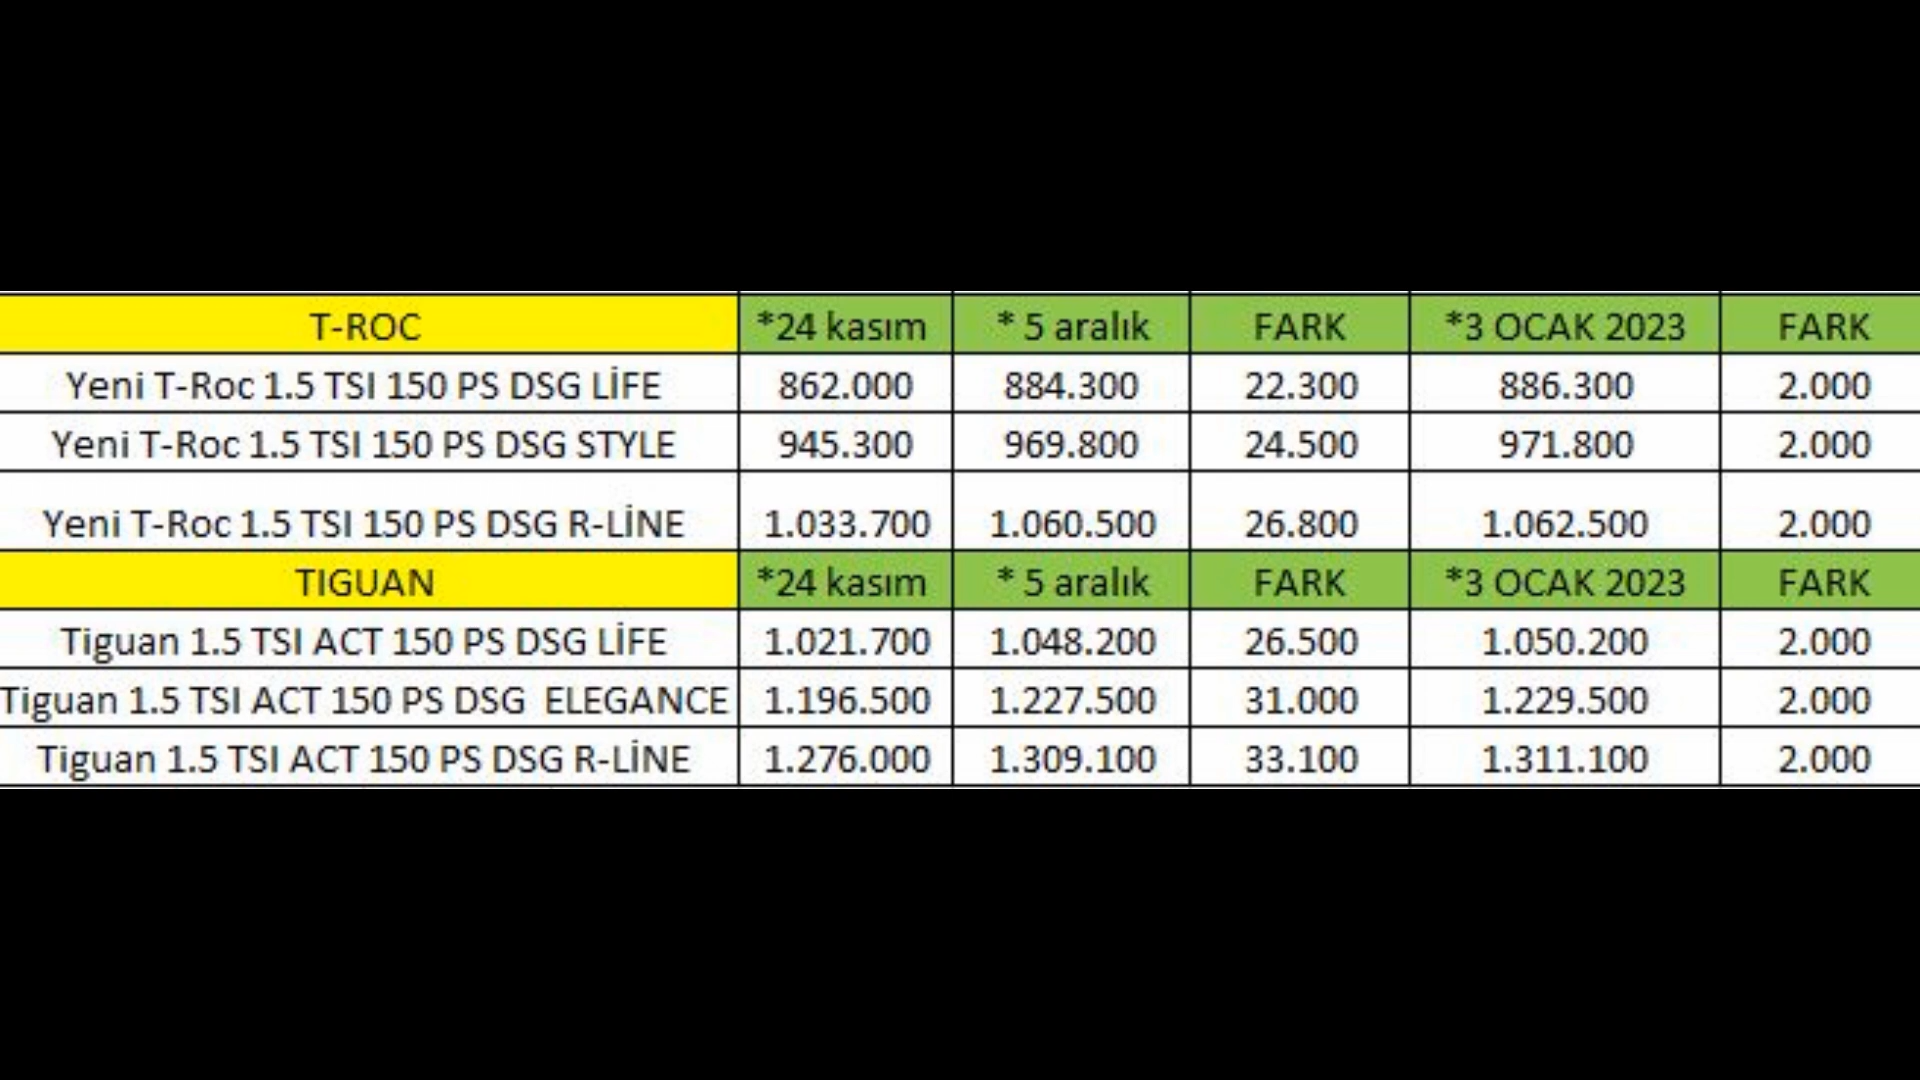 T-ROC *24 kasım * 5 aralık FARK *3 OCAK 2023 FARK
Yeni T-Roc 1.5 TSI 150 PS DSG LİFE 862.000 884.300 22.300 886.300 2.000
Yeni T-Roc 1.5 TSI 150 PS DSG STYLE 945.300 969.800 24.500 971.800 2.000
Yeni T-Roc 1.5 TSI 150 PS DSG R-LİNE 1.033.700 1.060.500 26.800 1.062.500 2.000
TIGUAN *24 kasım * 5 aralık FARK *3 OCAK 2023 FARK
Tiguan 1.5 TSI ACT 150 PS DSG LİFE 1.021.700 1.048.200 26.500 1.050.200 2.000
Tiguan 1.5 TSI ACT 150 PS DSG ELEGANCE 1.196.500 1.227.500 31.000 1.229.500 2.000
Tiguan 1.5 TSI ACT 150 PS DSG R-LİNE 1.276.000 1.309.100 33.100 1.311.100 2.000